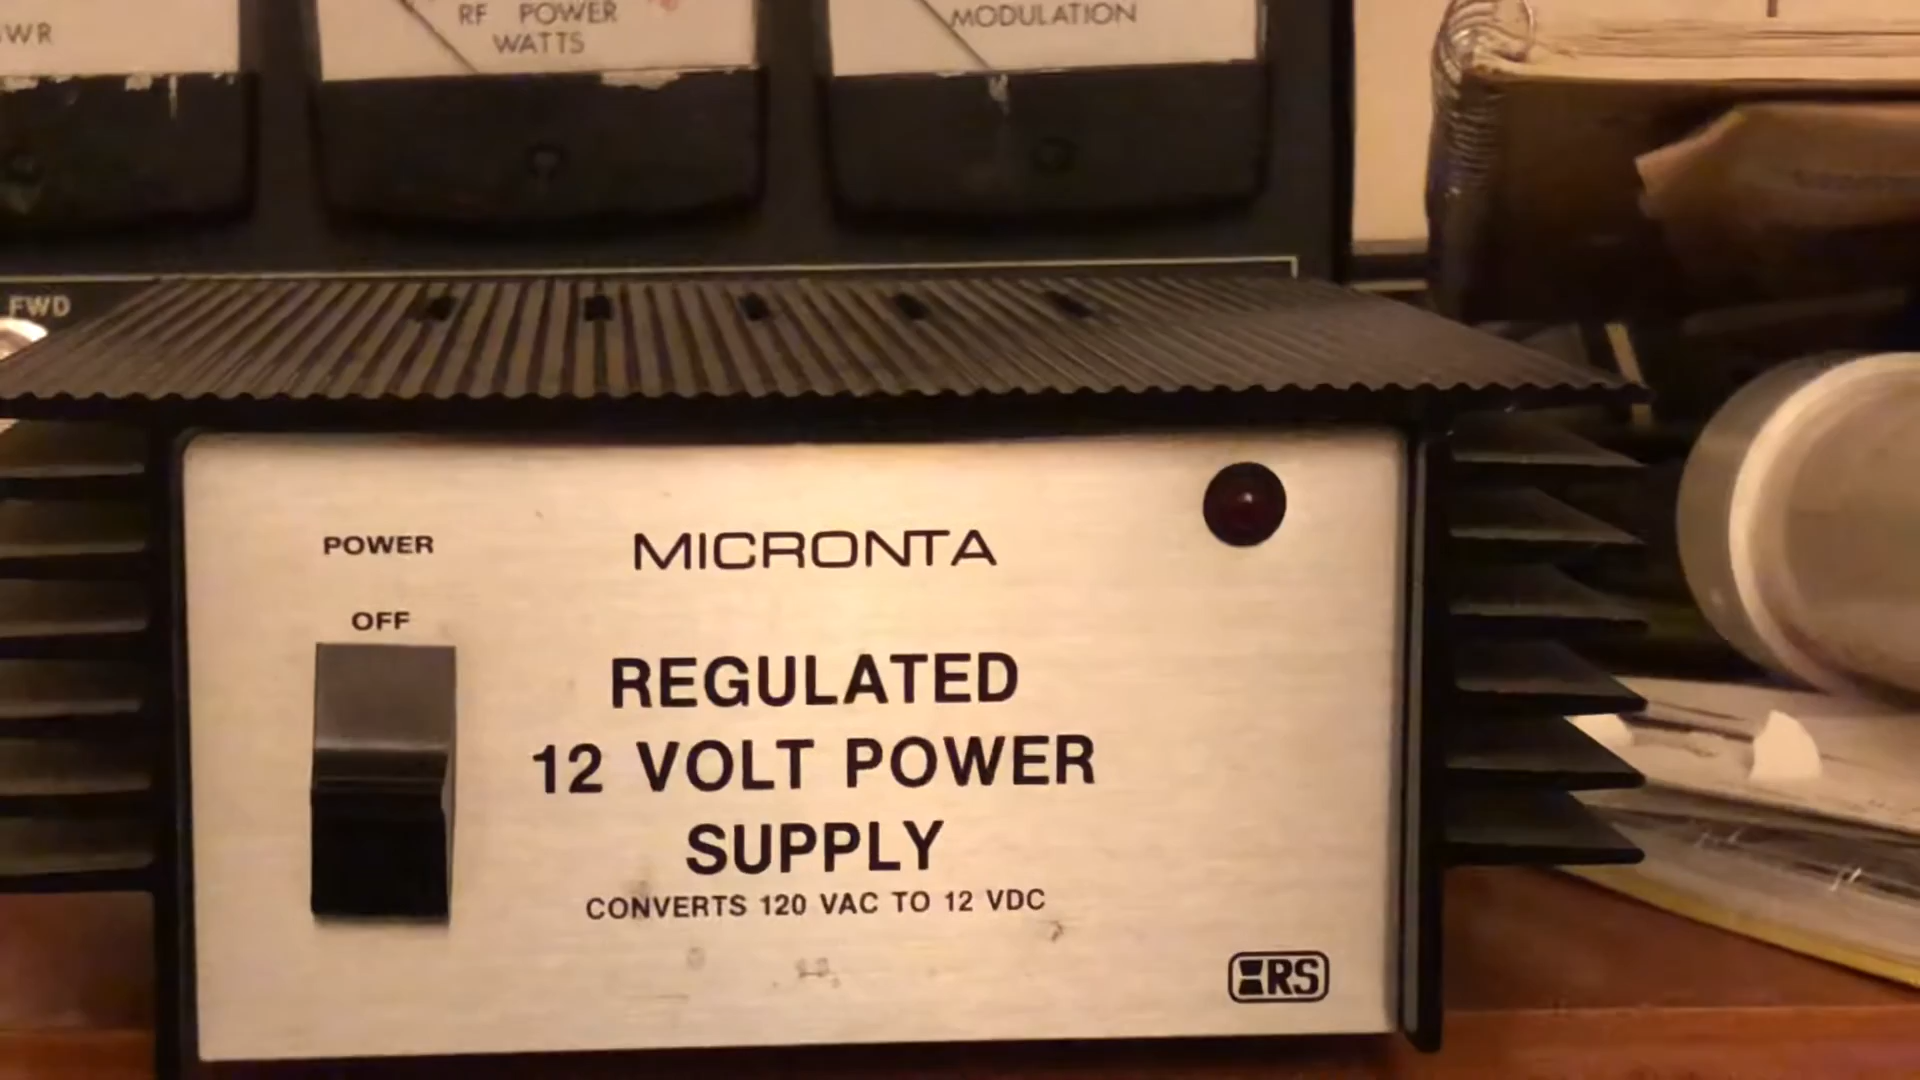 RF POWER
WATTS
MODULATION
FWD
POWER
OFF
MICRONTA
REGULATED
12 VOLT POWER
SUPPLY
CONVERTS 120 VAC TO 12 VDC
RS